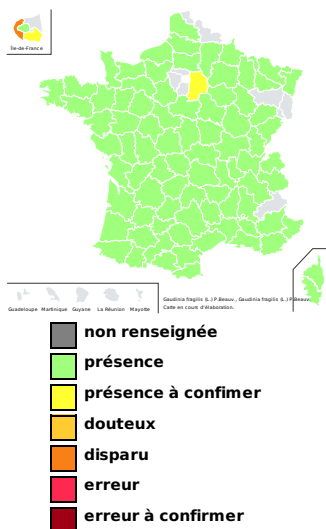 Île-de-France
Guadeloupe Martinique Guyane La Réunion Mayotte
Gaudinia fragilis (L.) P.Beauv., Gaudinia fragilis (L.) P.Beauv.
Carte en cours d'élaboration.
non renseignée
présence
présence à confimer
douteux
disparu
erreur
erreur à confirmer